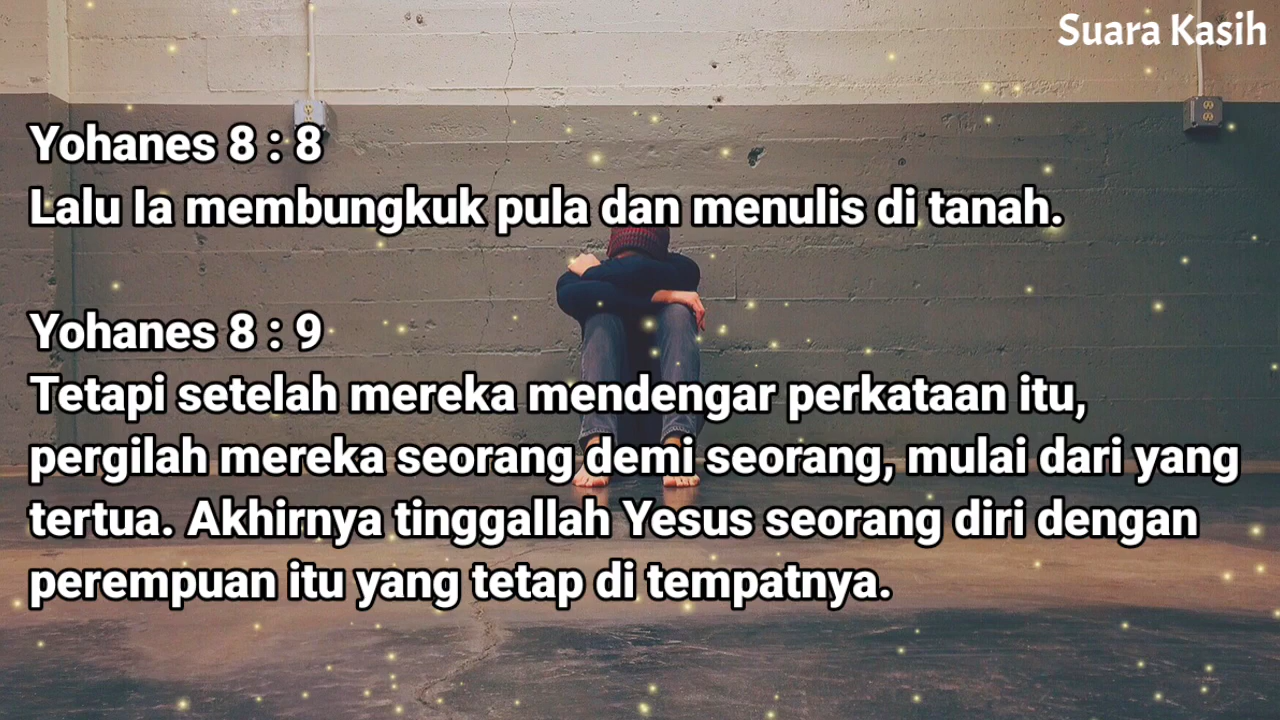 Suara Kasih
Yohanes 8 : 8
Lalu Ia membungkuk pula dan menulis di tanah.
Yohanes 8 : 9
Tetapi setelah mereka mendengar perkataan itu,
pergilah mereka seorang demi seorang, mulai dari yang
tertua. Akhirnya tinggallah Yesus seorang diri dengan
perempuan itu yang tetap di tempatnya.